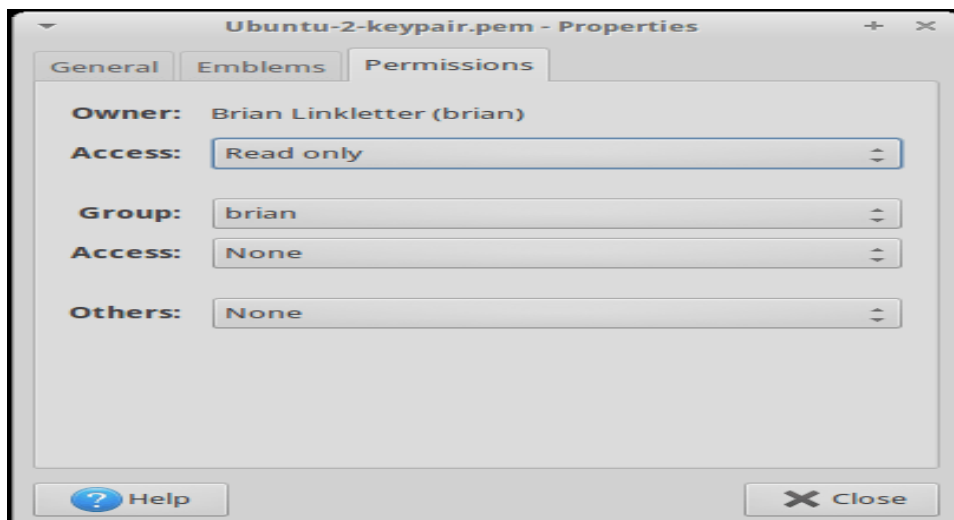 Ubuntu-2-keypair.pem - Properties
General Emblems Permissions
Owner: Brian Linkletter (brian)
Access: Read only
Group: brian
Access: None
Others: None
? Help
Close